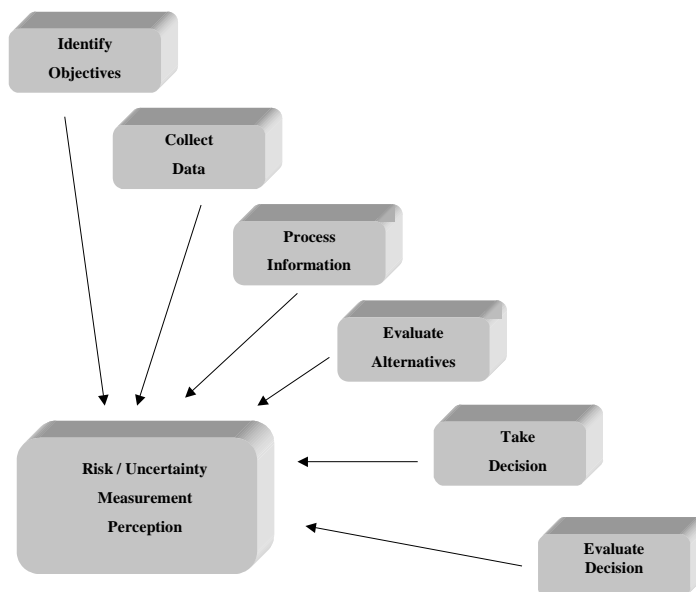 Identify
Objectives
Collect
Data
Process
Information
Evaluate
Alternatives
Take
Decision
Risk / Uncertainty
Measurement
Perception
Evaluate
Decision